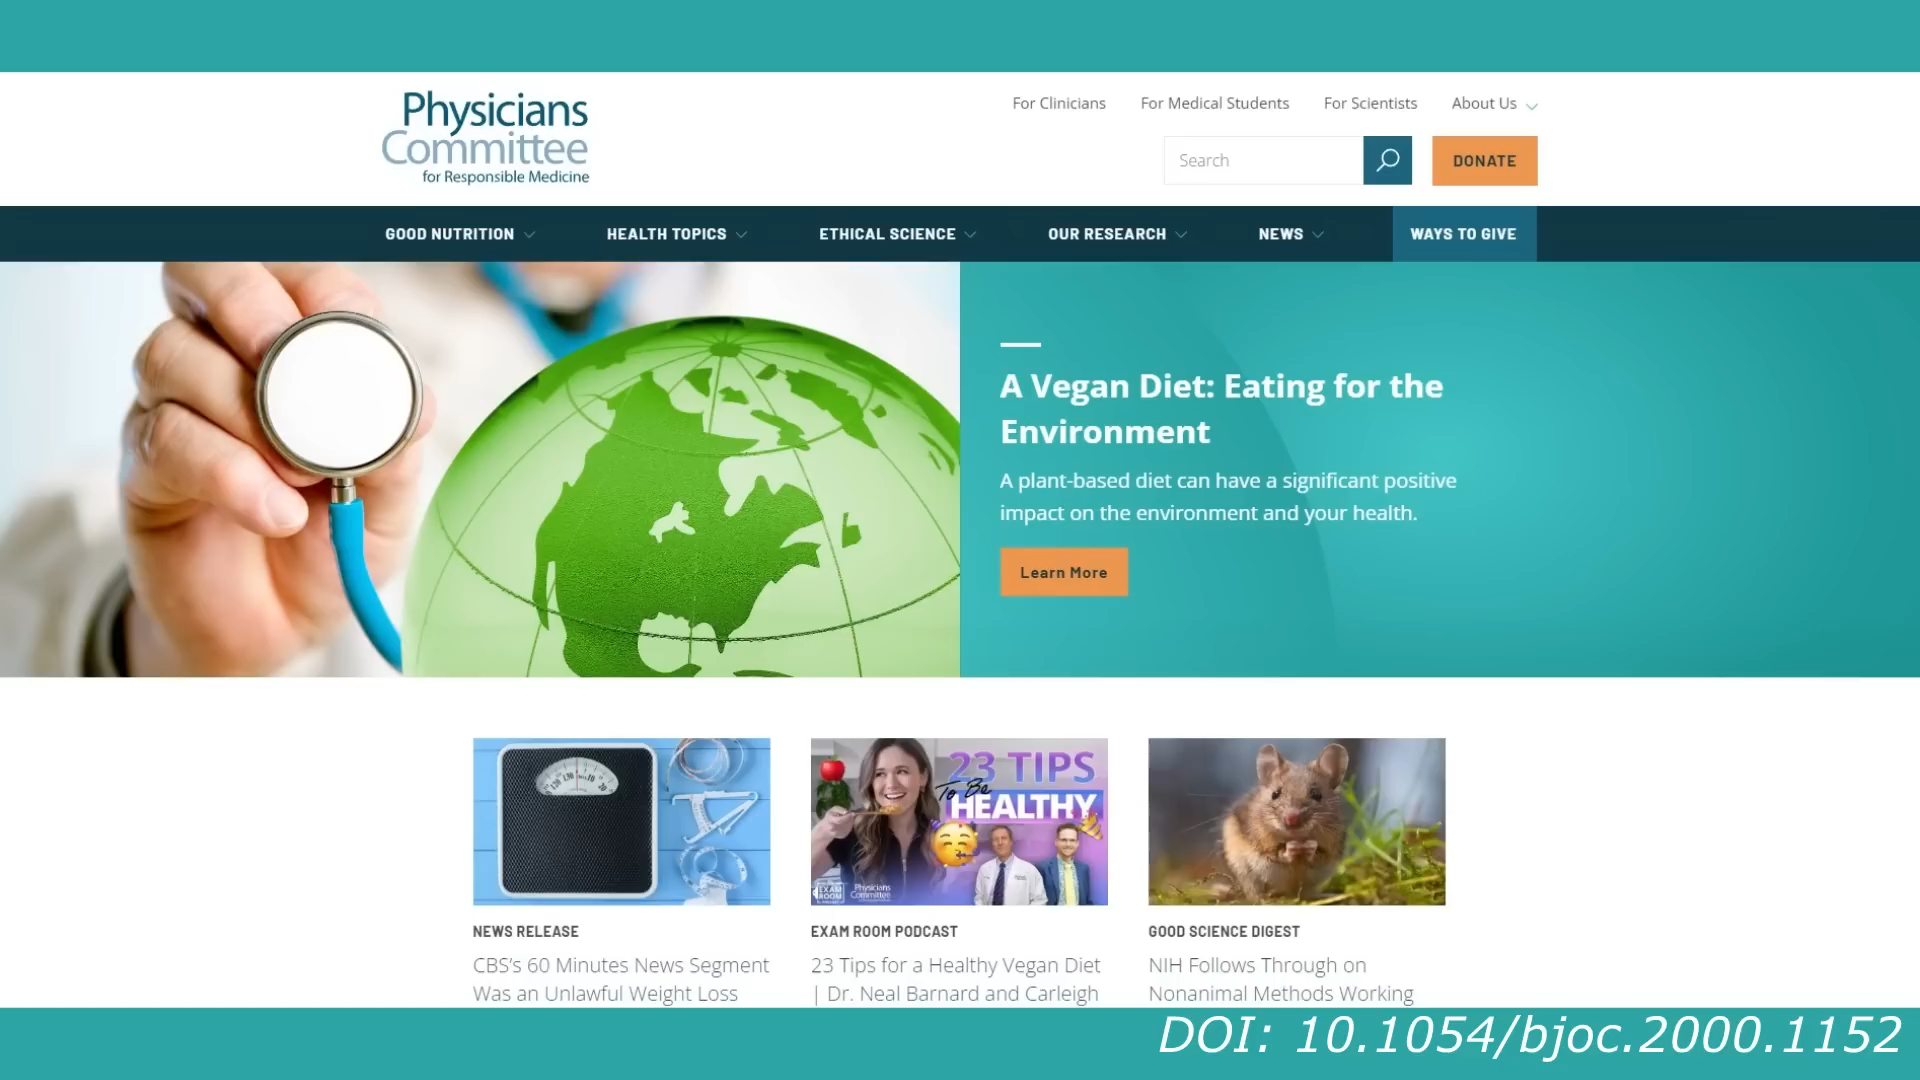 Physicians
Committee
for Responsible Medicine
For Clinicians
For Medical Students
For Scientists
About Us
Search
DONATE
GOOD NUTRITION
HEALTH TOPICS
ETHICAL SCIENCE
OUR RESEARCH
NEWS
WAYS TO GIVE
A Vegan Diet: Eating for the
Environment
A plant-based diet can have a significant positive
impact on the environment and your health.
Learn More
23 TIPS
To Be
HEALTHY
EXAM
ROOM
Physicians
Committee
NEWS RELEASE
CBS’s 60 Minutes News Segment
Was an Unlawful Weight Loss
EXAM ROOM PODCAST
23 Tips for a Healthy Vegan Diet
| Dr. Neal Barnard and Carleigh
GOOD SCIENCE DIGEST
NIH Follows Through on
Nonanimal Methods Working
DOI: 10.1054/bjoc.2000.1152